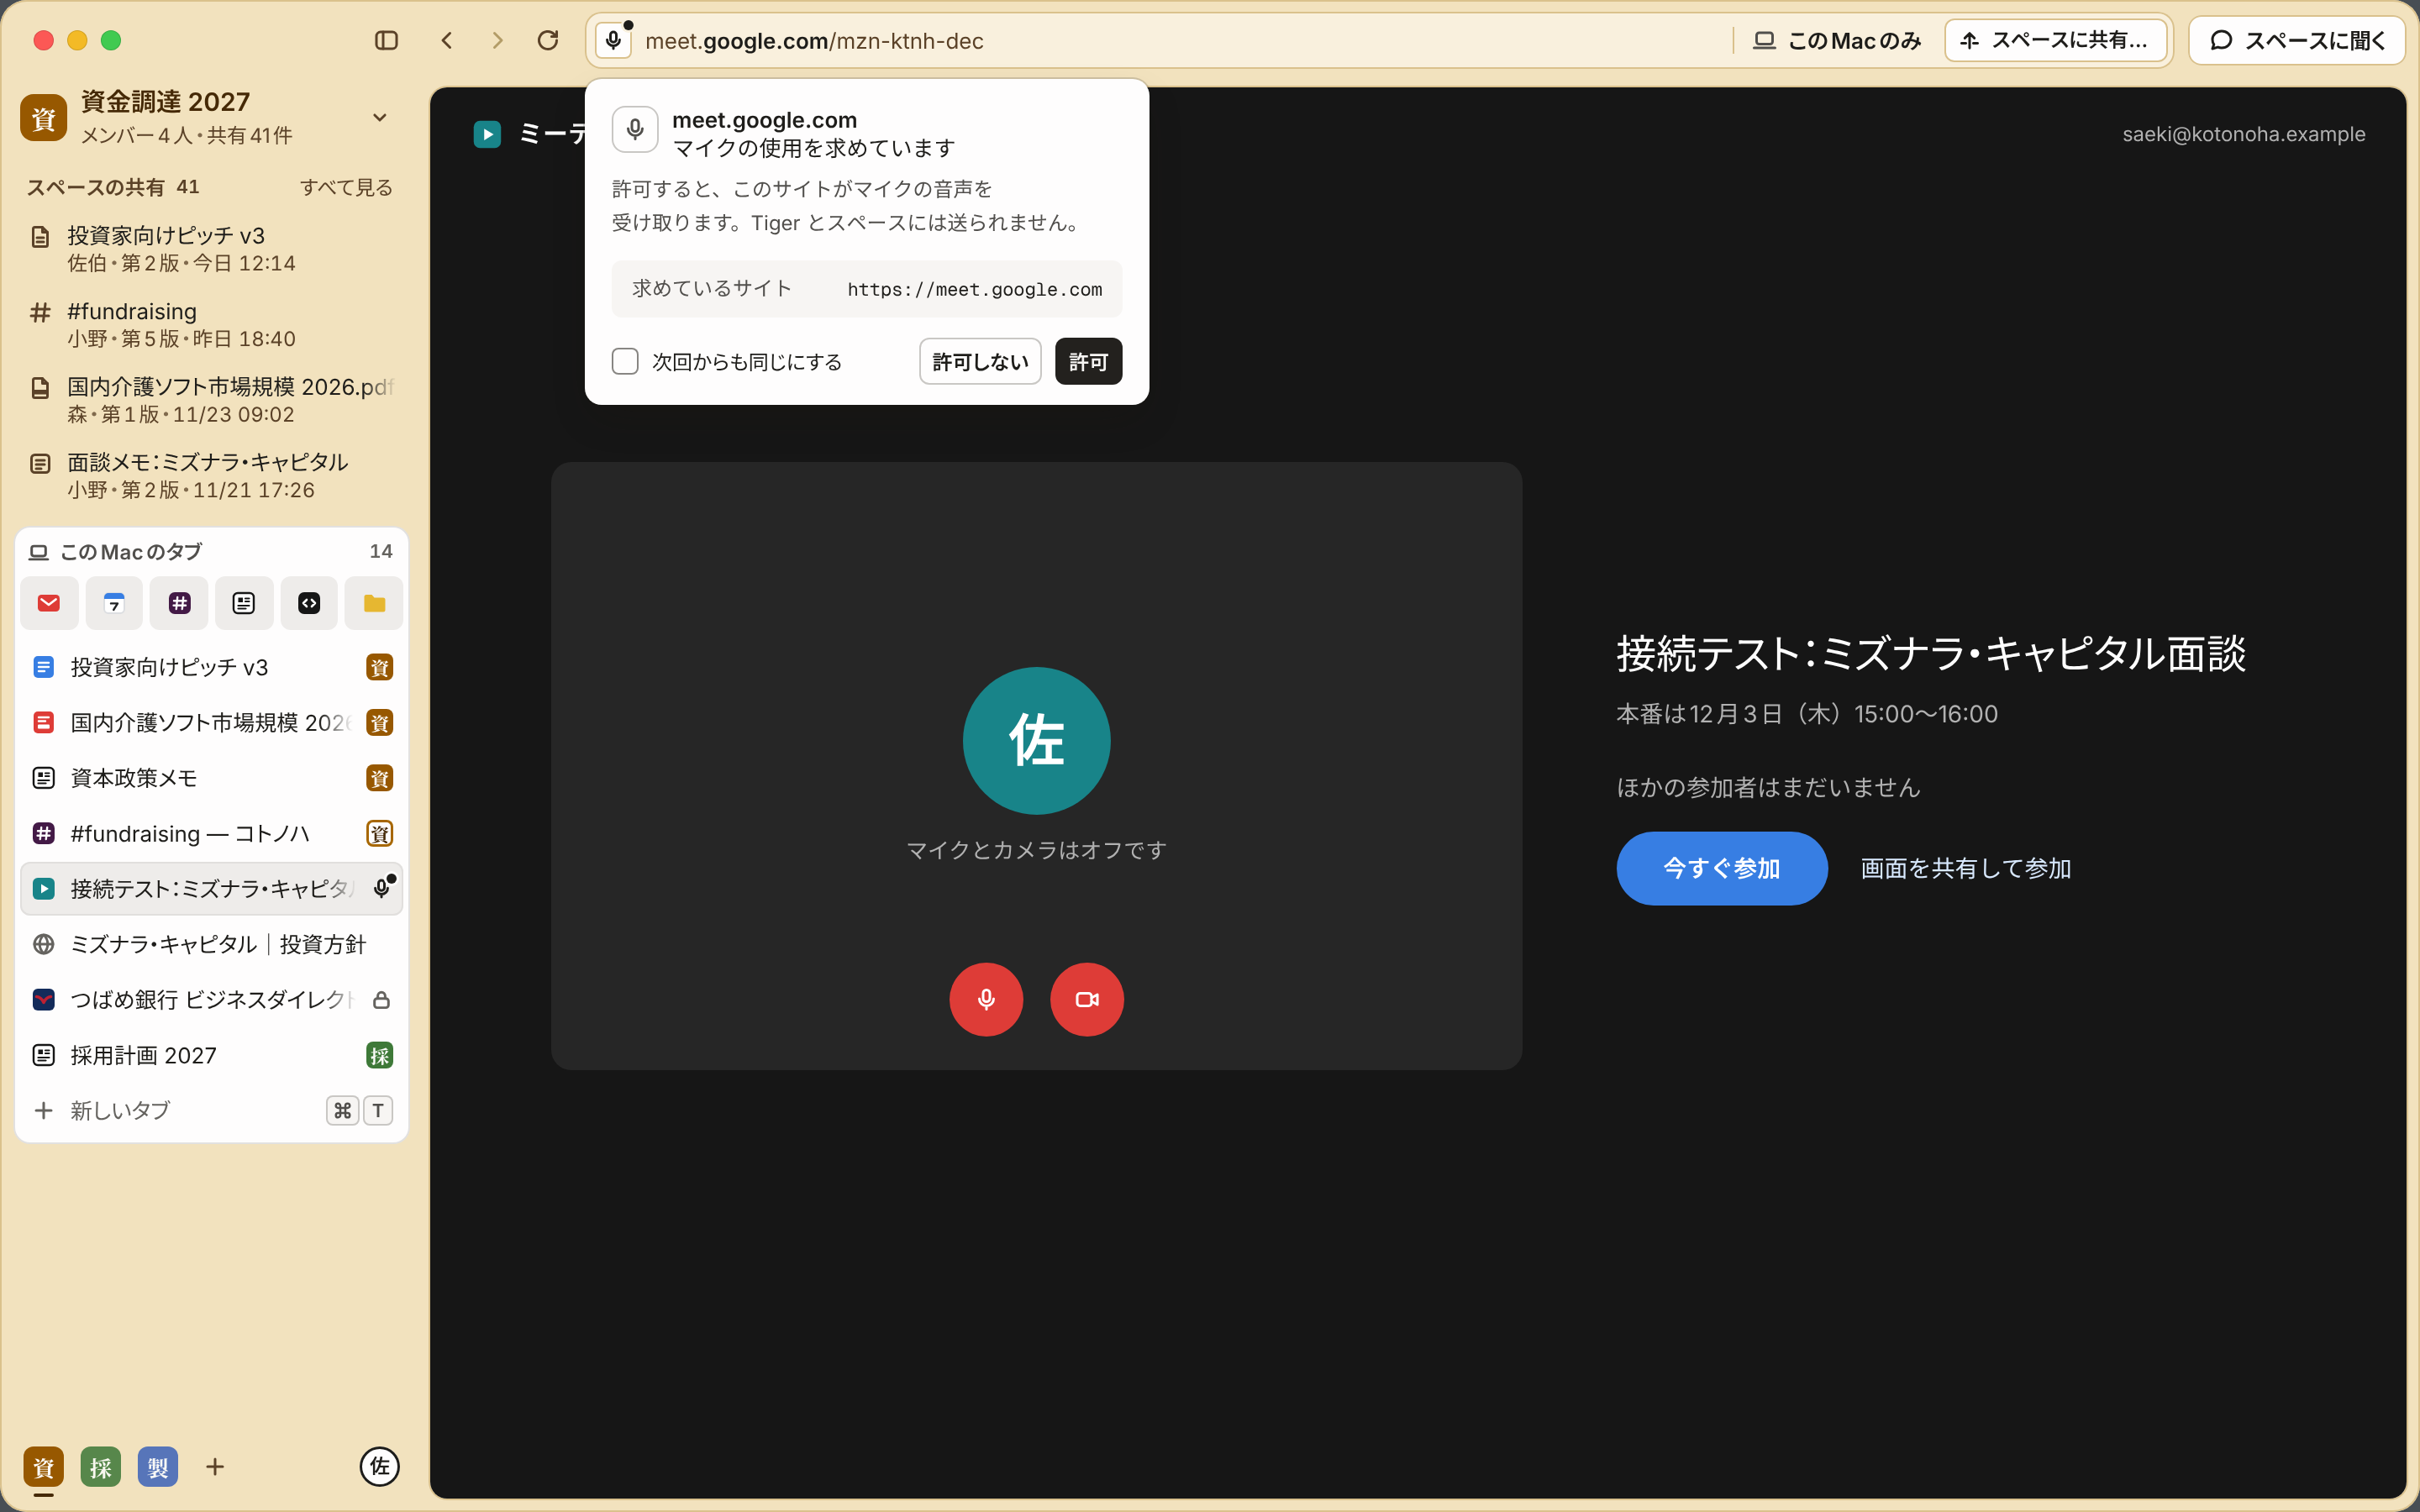 meet.google.com/mzn-ktnh-dec
このMacのみ
スペースに共有...
スペースに聞く
資
資金調達 2027
メンバー4人・共有41件
スペースの共有 41
すべて見る
投資家向けピッチ v3
佐伯・第2版・今日 12:14
#fundraising
小野・第5版・昨日 18:40
国内介護ソフト市場規模 2026.pdf
森・第1版・11/23 09:02
面談メモ：ミズナラ・キャピタル
小野・第2版・11/21 17:26
このMacのタブ
14
7
投資家向けピッチ v3
資
国内介護ソフト市場規模 2026
資
資本政策メモ
資
#fundraising — コトノハ
資
接続テスト：ミズナラ・キャピタル
ミズナラ・キャピタル｜投資方針
つばめ銀行 ビジネスダイレクト
採用計画 2027
採
新しいタブ
⌘ T
資
採
製
佐
ミーテ
saeki@kotonoha.example
meet.google.com
マイクの使用を求めています
許可すると、このサイトがマイクの音声を
受け取ります。Tiger とスペースには送られません。
求めているサイト
https://meet.google.com
次回からも同じにする
許可しない
許可
佐
マイクとカメラはオフです
接続テスト：ミズナラ・キャピタル面談
本番は12月3日（木）15:00〜16:00
ほかの参加者はまだいません
今すぐ参加
画面を共有して参加